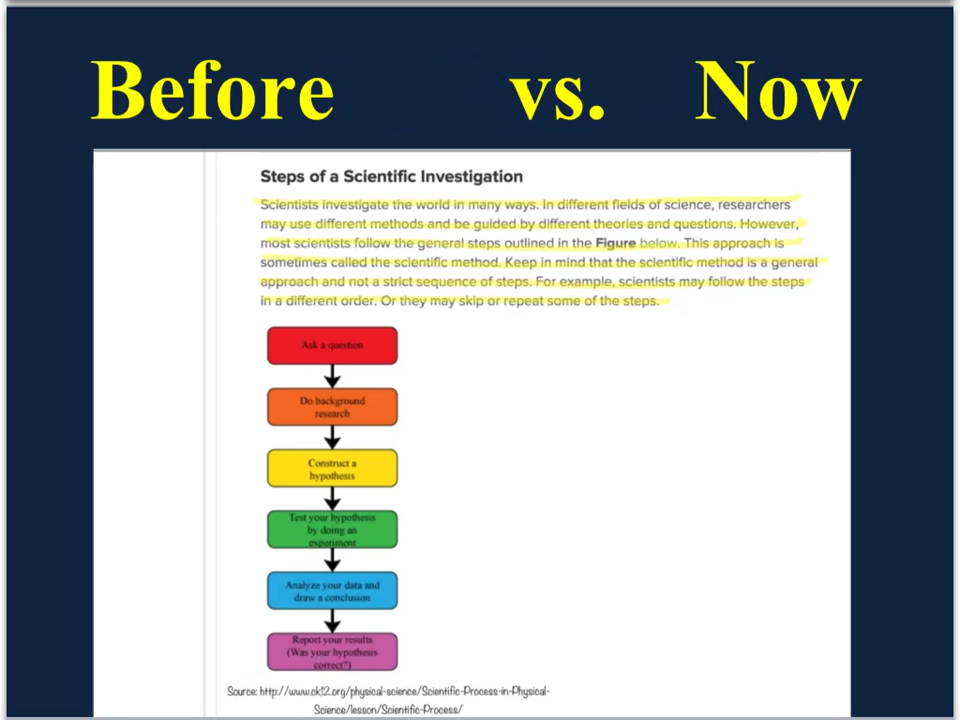 Before vs. Now
Steps of a Scientific Investigation
Scientists investigate the world in many ways. In different fields of science, researchers
may use different methods and be guided by different theories and questions. However,
most scientists follow the general steps outlined in the Figure below. This approach is
sometimes called the scientific method. Keep in mind that the scientific method is a general
approach and not a strict sequence of steps. For example, scientists may follow the steps
in a different order. Or they may skip or repeat some of the steps.
Ask a question
Do background
research
Construct a
hypothesis
Test your hypothesis
by doing an
experiment
Analyze your data and
draw a conclusion
Report your results
(Was your hypothesis
correct?)
Source: http://www.ck12.org/physical-science/Scientific-Process-in-Physical-
Science/lesson/Scientific-Process/